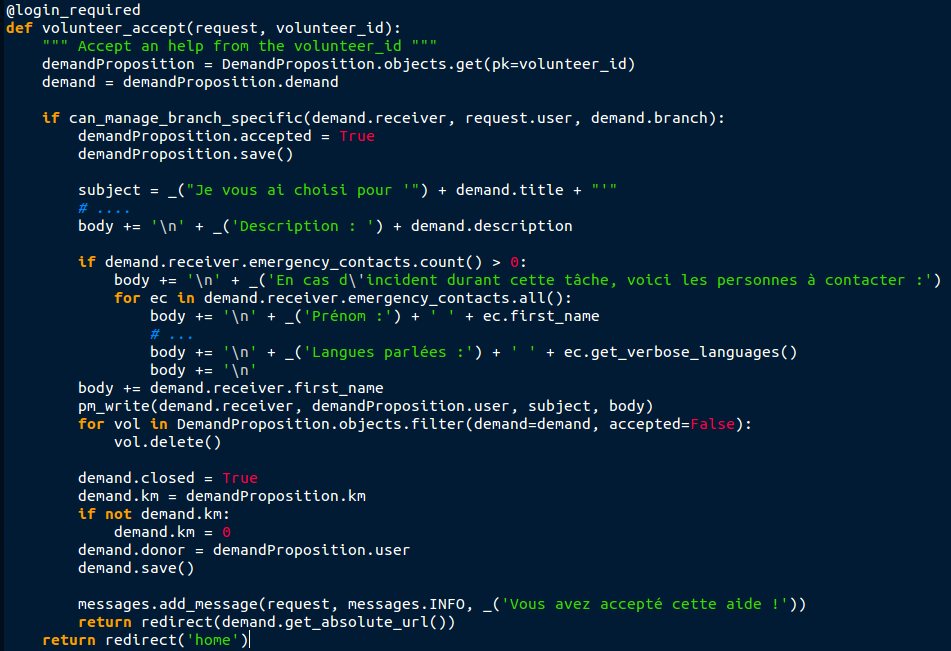 @login_required
def volunteer_accept(request, volunteer_id):
    """ Accept an help from the volunteer_id """
    demandProposition = DemandProposition.objects.get(pk=volunteer_id)
    demand = demandProposition.demand

    if can_manage_branch_specific(demand.receiver, request.user, demand.branch):
        demandProposition.accepted = True
        demandProposition.save()

        subject = _("Je vous ai choisi pour '") + demand.title + "'"
        # ....
        body += '\n' + _('Description : ') + demand.description

        if demand.receiver.emergency_contacts.count() > 0:
            body += '\n' + _('En cas d\'incident durant cette tâche, voici les personnes à contacter :')
            for ec in demand.receiver.emergency_contacts.all():
                body += '\n' + _('Prénom :') + ' ' + ec.first_name
                # ...
                body += '\n' + _('Langues parlées :') + ' ' + ec.get_verbose_languages()
                body += '\n'
        body += demand.receiver.first_name
        pm_write(demand.receiver, demandProposition.user, subject, body)
        for vol in DemandProposition.objects.filter(demand=demand, accepted=False):
            vol.delete()

        demand.closed = True
        demand.km = demandProposition.km
        if not demand.km:
            demand.km = 0
        demand.donor = demandProposition.user
        demand.save()

        messages.add_message(request, messages.INFO, _('Vous avez accepté cette aide !'))
        return redirect(demand.get_absolute_url())
    return redirect('home')